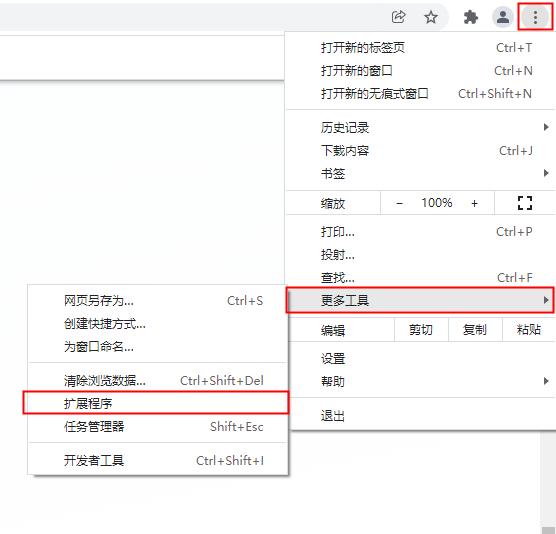 打开新的标签页 Ctrl+T
打开新的窗口 Ctrl+N
打开新的无痕式窗口 Ctrl+Shift+N
历史记录
下载内容 Ctrl+J
书签
缩放 − 100% +
打印... Ctrl+P
投射...
查找... Ctrl+F
更多工具
编辑 剪切 复制 粘贴
设置
帮助
退出
网页另存为... Ctrl+S
创建快捷方式...
为窗口命名...
清除浏览数据... Ctrl+Shift+Del
扩展程序
任务管理器 Shift+Esc
开发者工具 Ctrl+Shift+I